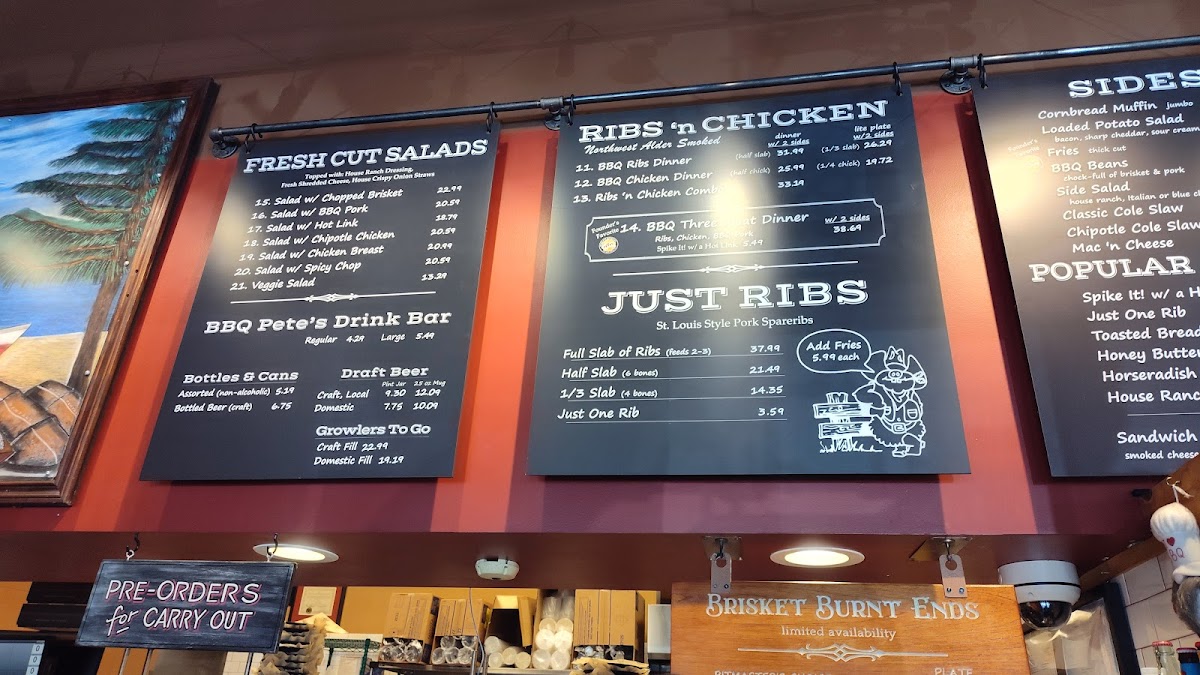 FRESH CUT SALADS
Topped with: House Ranch Dressing,
Fresh Shredded Cheese, House Crispy Onion Straws
15. Salad w/ Chopped Brisket 22.99
16. Salad w/ BBQ Pork 20.59
17. Salad w/ Hot Link 18.79
18. Salad w/ Chipotle Chicken 20.59
19. Salad w/ Chicken Breast 20.99
20. Salad w/ Spicy Chop 20.59
21. Veggie Salad 13.29
BBQ Pete's Drink Bar
Regular 4.29 Large 5.49
Bottles & Cans
Assorted (non-alcoholic) 5.19
Bottled Beer (craft) 6.75
Draft Beer
Pint Jar 25 oz Mug
Craft, Local 9.30 12.09
Domestic 7.75 10.09
Growlers To Go
Craft Fill 22.99
Domestic Fill 19.19
RIBS 'n CHICKEN
Northwest Alder Smoked
dinner w/ 2 sides
lite plate w/2 sides
11. BBQ Ribs Dinner (half slab) 31.99 (1/3 slab) 26.29
12. BBQ Chicken Dinner (half chick) 25.99 (1/4 chick) 19.72
13. Ribs 'n Chicken Combo 33.29
Founder's Favorite
14. BBQ Three Meat Dinner w/ 2 sides
Ribs, Chicken, BBQ Pork 38.69
Spike It! w/a Hot Link 5.49
JUST RIBS
St. Louis Style Pork Spareribs
Full Slab of Ribs (feeds 2-3) 37.99
Half Slab (6 bones) 21.49
1/3 Slab (4 bones) 14.35
Just One Rib 3.59
Add Fries
5.99 each
SIDES
Cornbread Muffin jumbo
Loaded Potato Salad
bacon, sharp cheddar, sour cream
Fries thick cut
BBQ Beans
chock-full of brisket & pork
Side Salad
house ranch, Italian or blue
Classic Cole Slaw
Chipotle Cole Slaw
Mac 'n Cheese
POPULAR
Spike It! w/ a
Just One Rib
Toasted Bread
Honey Butter
Horseradish
House Ranch
Sandwich
smoked cheese
PRE-ORDERS
for CARRY OUT
BRISKET BURNT ENDS
limited availability
PLATE